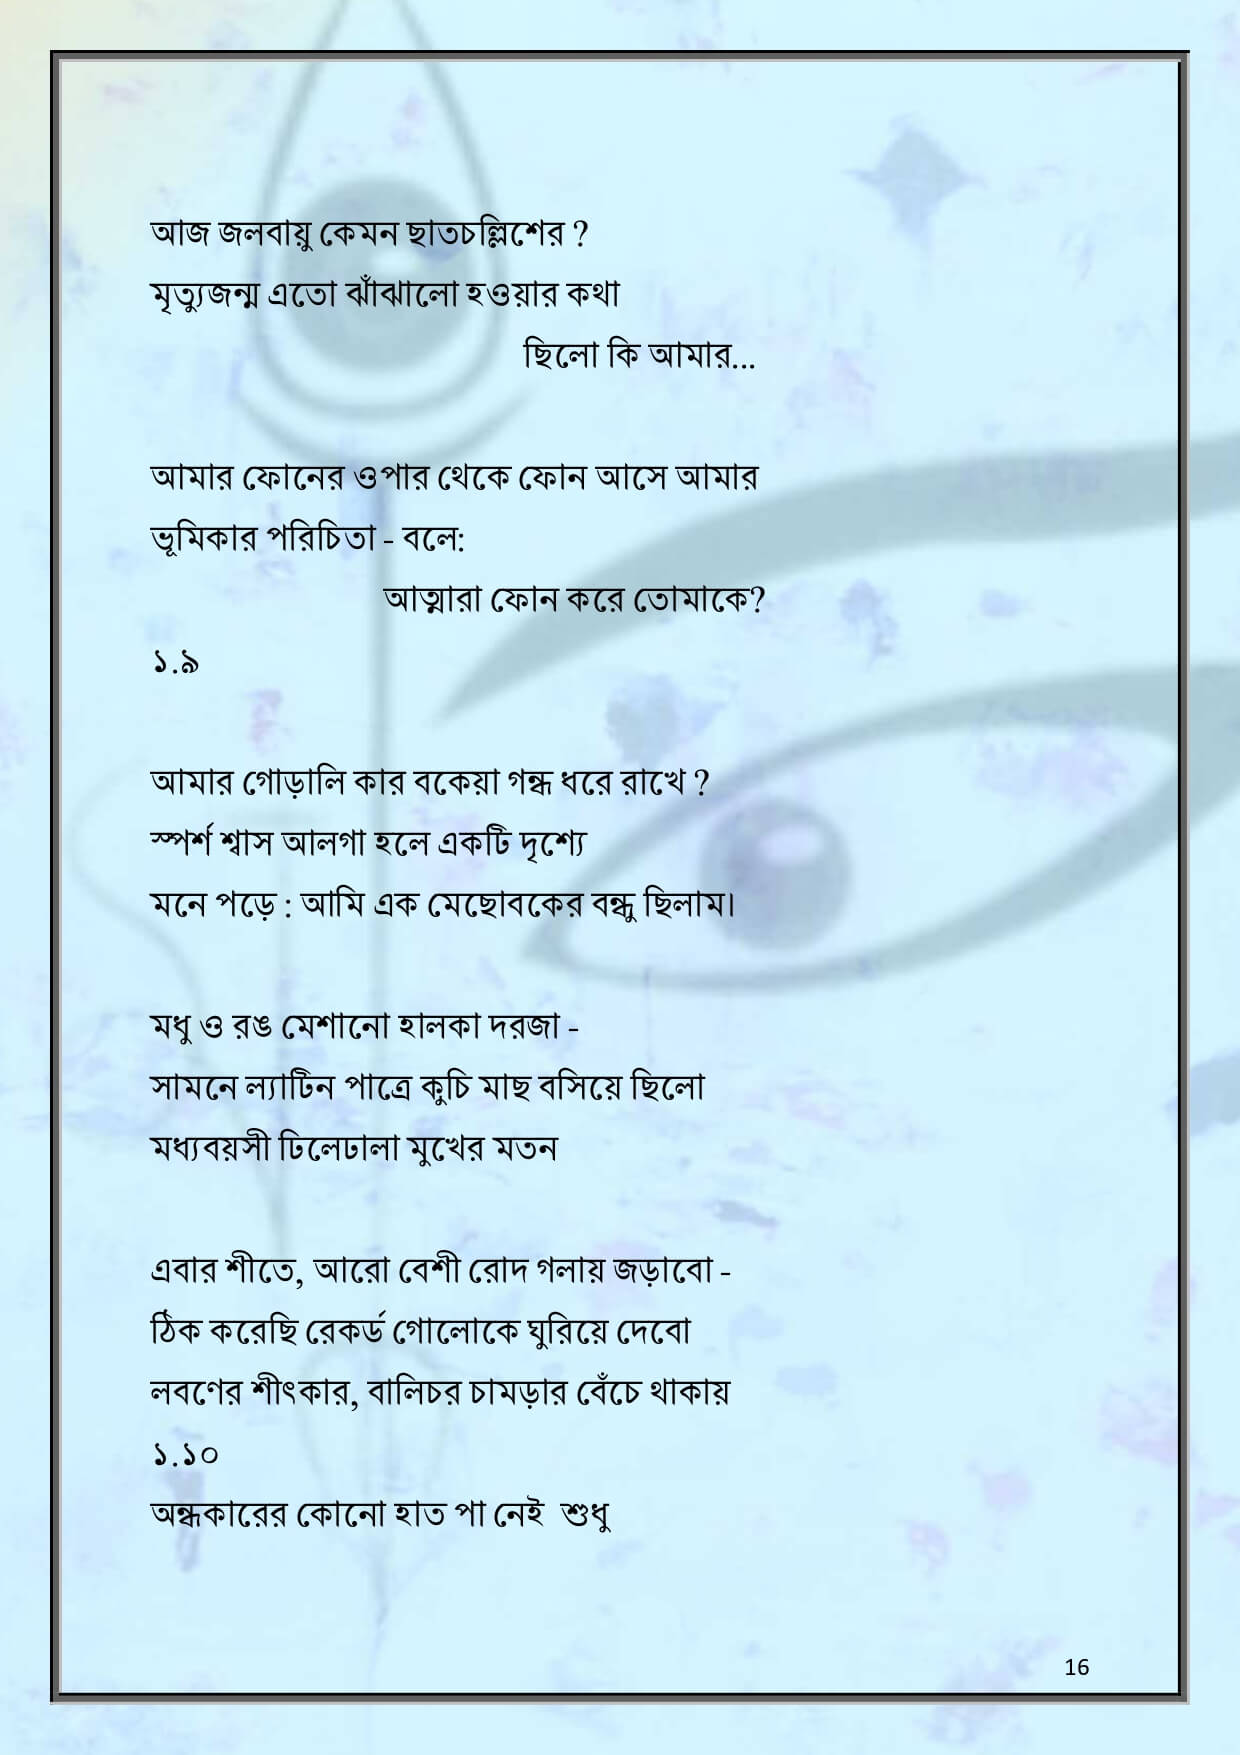 আজ জলবায়ু কেমন ছাতচল্লিশের ?
মৃত্যুজন্ম এতো ঝাঁঝালো হওয়ার কথা
ছিলো কি আমার...
আমার ফোনের ওপার থেকে ফোন আসে আমার
ভূমিকার পরিচিতা - বলে:
আত্মারা ফোন করে তোমাকে?
১.৯
আমার গোড়ালি কার বকেয়া গন্ধ ধরে রাখে ?
স্পর্শ শ্বাস আলগা হলে একটি দৃশ্যে
মনে পড়ে : আমি এক মেছোবকের বন্ধু ছিলাম।
মধু ও রঙ মেশানো হালকা দরজা -
সামনে ল্যাটিন পাত্রে কুচি মাছ বসিয়ে ছিলো
মধ্যবয়সী ঢিলেঢালা মুখের মতন
এবার শীতে, আরো বেশী রোদ গলায় জড়াবো -
ঠিক করেছি রেকর্ড গোলোকে ঘুরিয়ে দেবো
লবণের শীৎকার, বালিচর চামড়ার বেঁচে থাকায়
১.১০
অন্ধকারের কোনো হাত পা নেই  শুধু
16